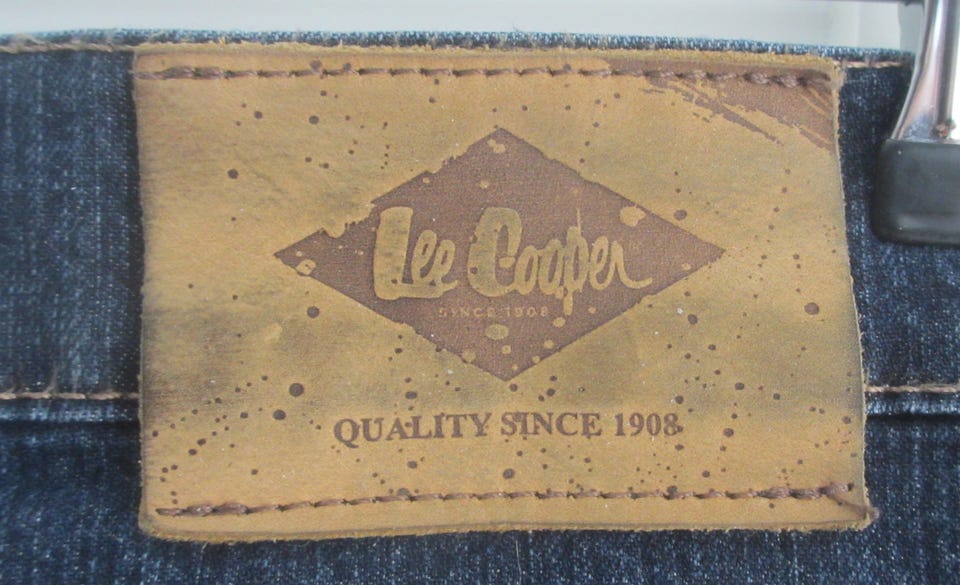 Lee Cooper
SINCE 1908
QUALITY SINCE 1908